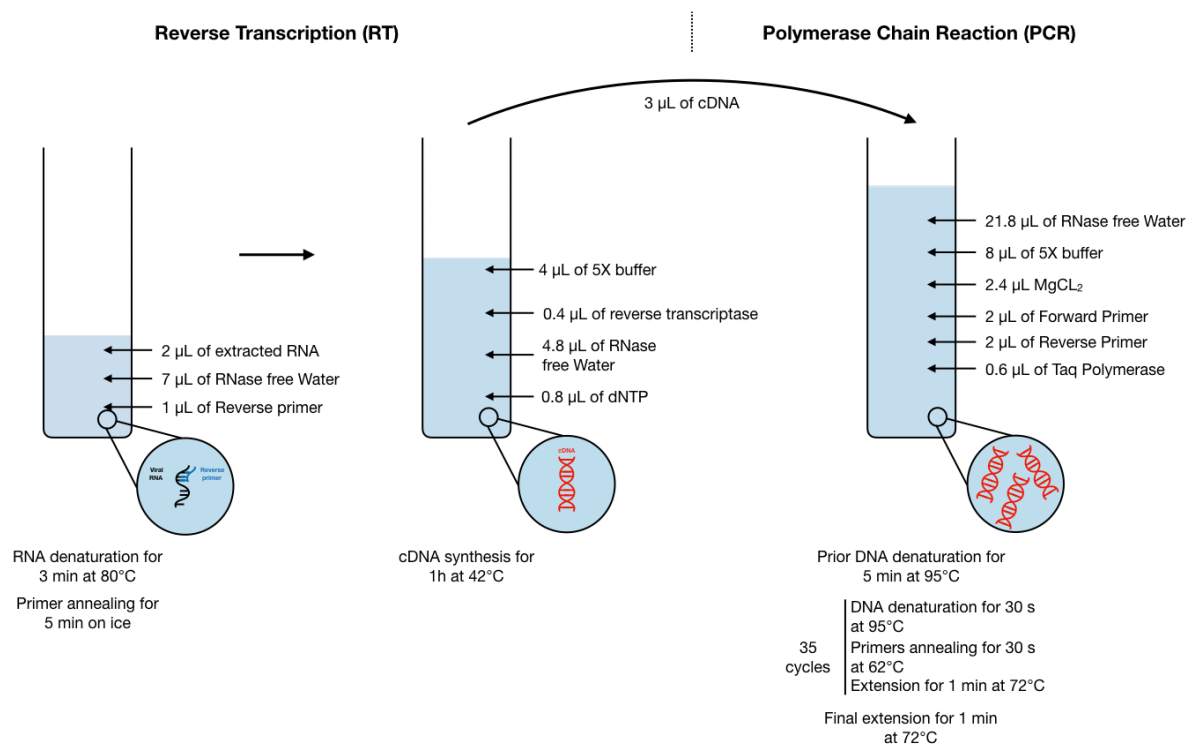 Reverse Transcription (RT)
Polymerase Chain Reaction (PCR)
3 µL of cDNA
2 µL of extracted RNA
7 µL of RNase free Water
1 µL of Reverse primer
Viral
RNA
Reverse
primer
RNA denaturation for
3 min at 80°C
Primer annealing for
5 min on ice
4 µL of 5X buffer
0.4 µL of reverse transcriptase
4.8 µL of RNase
free Water
0.8 µL of dNTP
cDNA
cDNA synthesis for
1h at 42°C
21.8 µL of RNase free Water
8 µL of 5X buffer
2.4 µL MgCL₂
2 µL of Forward Primer
2 µL of Reverse Primer
0.6 µL of Taq Polymerase
Prior DNA denaturation for
5 min at 95°C
35
cycles
DNA denaturation for 30 s
at 95°C
Primers annealing for 30 s
at 62°C
Extension for 1 min at 72°C
Final extension for 1 min
at 72°C